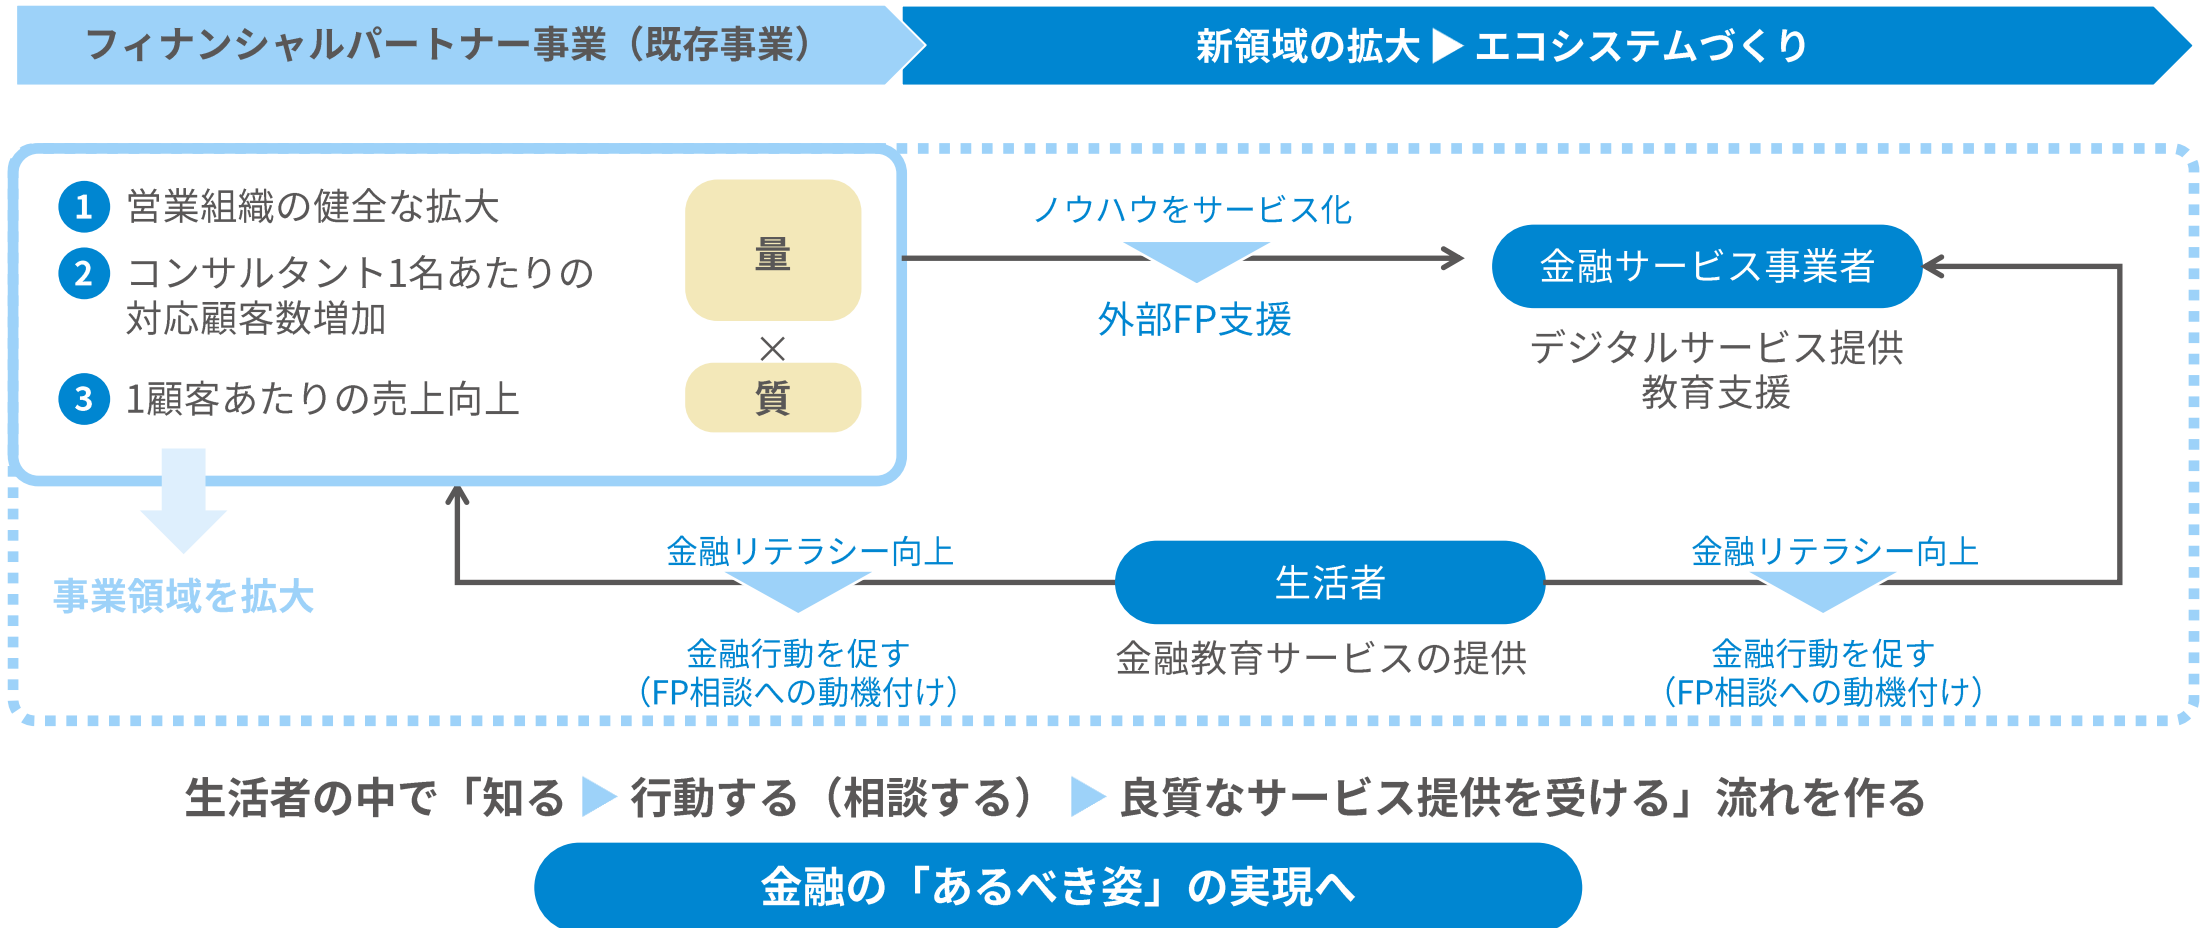 フィナンシャルパートナー事業（既存事業）
新領域の拡大▶エコシステムづくり
1 営業組織の健全な拡大
2 コンサルタント1名あたりの
対応顧客数増加
3 1顧客あたりの売上向上
量
×
質
事業領域を拡大
ノウハウをサービス化
外部FP支援
金融サービス事業者
デジタルサービス提供
教育支援
金融リテラシー向上
金融行動を促す
（FP相談への動機付け）
生活者
金融教育サービスの提供
金融リテラシー向上
金融行動を促す
（FP相談への動機付け）
生活者の中で「知る▶行動する（相談する）▶良質なサービス提供を受ける」流れを作る
金融の「あるべき姿」の実現へ